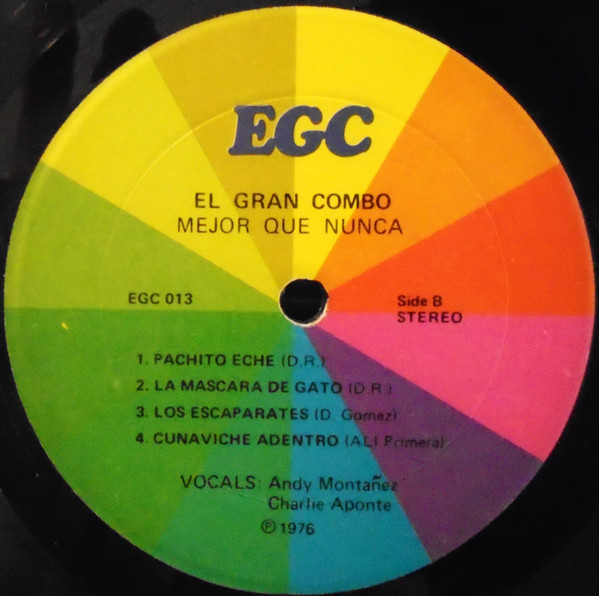 EGC
EL GRAN COMBO
MEJOR QUE NUNCA
EGC 013
Side B
STEREO
1. PACHITO ECHE (D.R.)
2. LA MASCARA DE GATO (D.R.)
3. LOS ESCAPARATES (D. Gomez)
4. CUNAVICHE ADENTRO (ALI Primera)
VOCALS: Andy Montañez
Charlie Aponte
℗ 1976